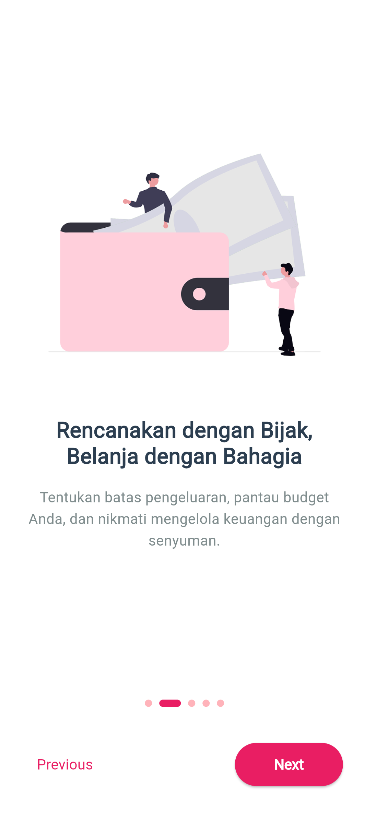 Rencanakan dengan Bijak,
Belanja dengan Bahagia
Tentukan batas pengeluaran, pantau budget
Anda, dan nikmati mengelola keuangan dengan
senyuman.
Previous
Next